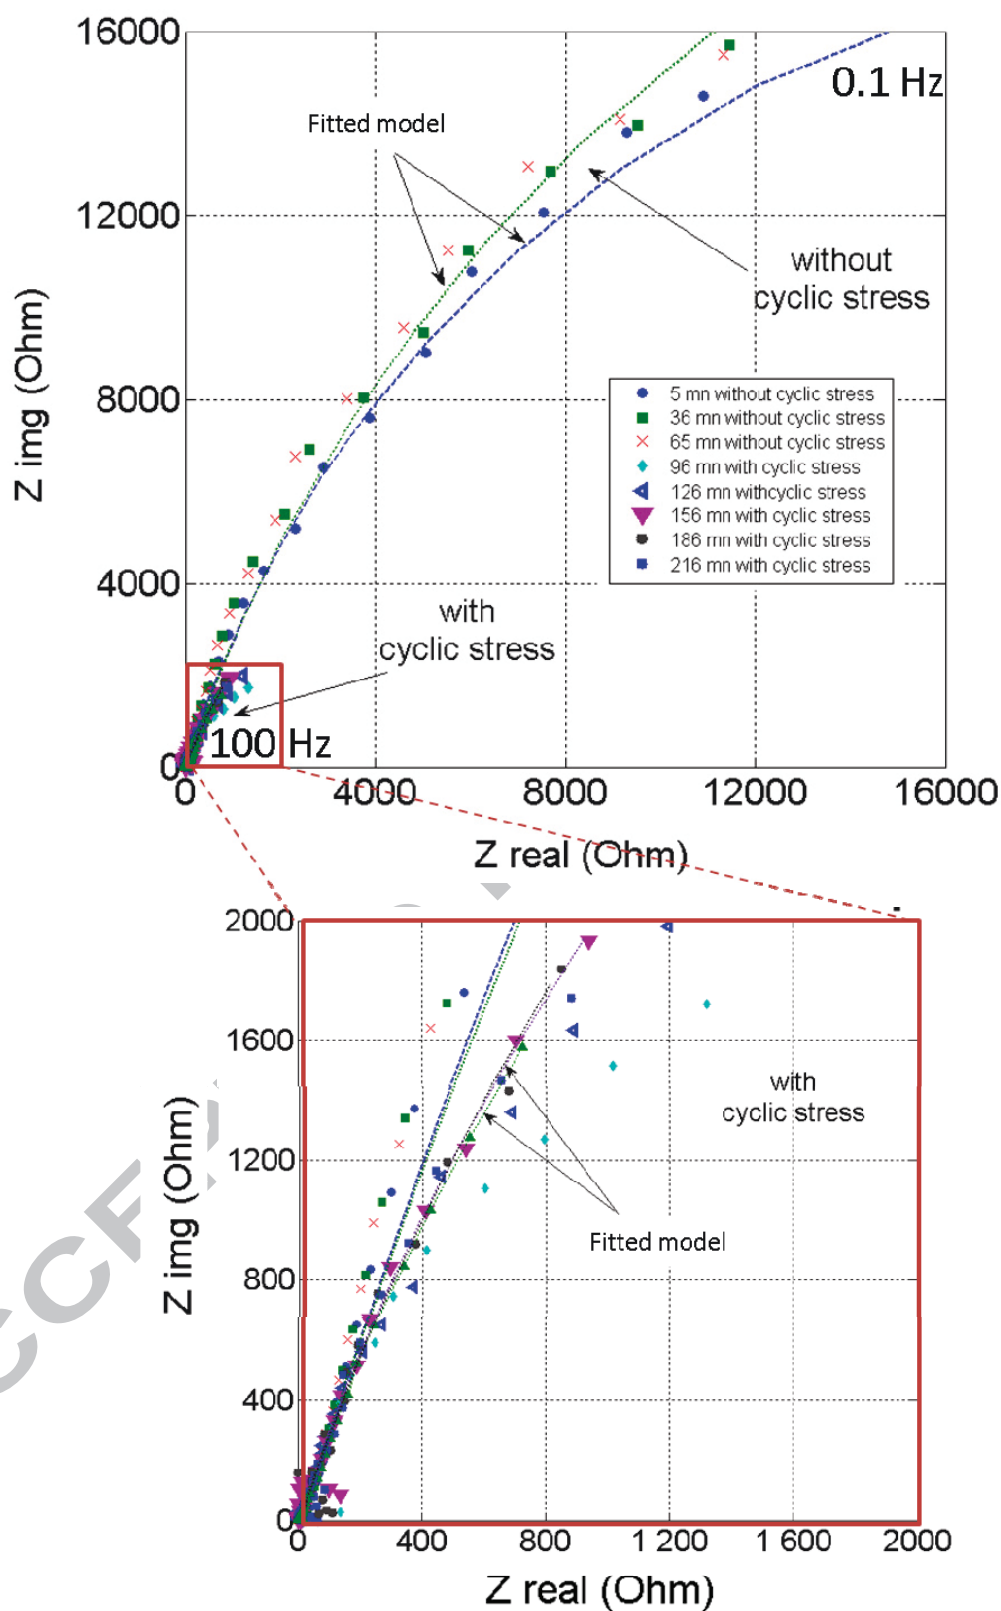 16000
0.1 Hz
Fitted model
12000
without
cyclic stress
Z img (Ohm)
8000
5 mn without cyclic stress
36 mn without cyclic stress
65 mn without cyclic stress
96 mn with cyclic stress
126 mn withcyclic stress
156 mn with cyclic stress
186 mn with cyclic stress
216 mn with cyclic stress
4000
with
cyclic stress
100 Hz
0
0 4000 8000 12000 16000
Z real (Ohm)
2000
1600
with
cyclic stress
1200
Z img (Ohm)
Fitted model
800
400
0
0 400 800 1 200 1 600 2000
Z real (Ohm)